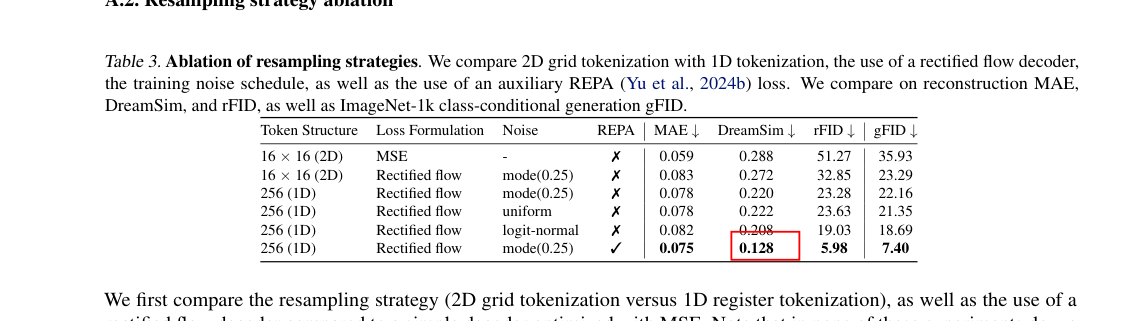 A.2. Resampling strategy ablation
Table 3. Ablation of resampling strategies. We compare 2D grid tokenization with 1D tokenization, the use of a rectified flow decoder,
the training noise schedule, as well as the use of an auxiliary REPA (Yu et al., 2024b) loss. We compare on reconstruction MAE,
DreamSim, and rFID, as well as ImageNet-1k class-conditional generation gFID.
Token Structure Loss Formulation Noise REPA MAE ↓ DreamSim ↓ rFID ↓ gFID ↓
16 × 16 (2D) MSE - ✗ 0.059 0.288 51.27 35.93
16 × 16 (2D) Rectified flow mode(0.25) ✗ 0.083 0.272 32.85 23.29
256 (1D) Rectified flow mode(0.25) ✗ 0.078 0.220 23.28 22.16
256 (1D) Rectified flow uniform ✗ 0.078 0.222 23.63 21.35
256 (1D) Rectified flow logit-normal ✗ 0.082 0.208 19.03 18.69
256 (1D) Rectified flow mode(0.25) ✓ 0.075 0.128 5.98 7.40
We first compare the resampling strategy (2D grid tokenization versus 1D register tokenization), as well as the use of a